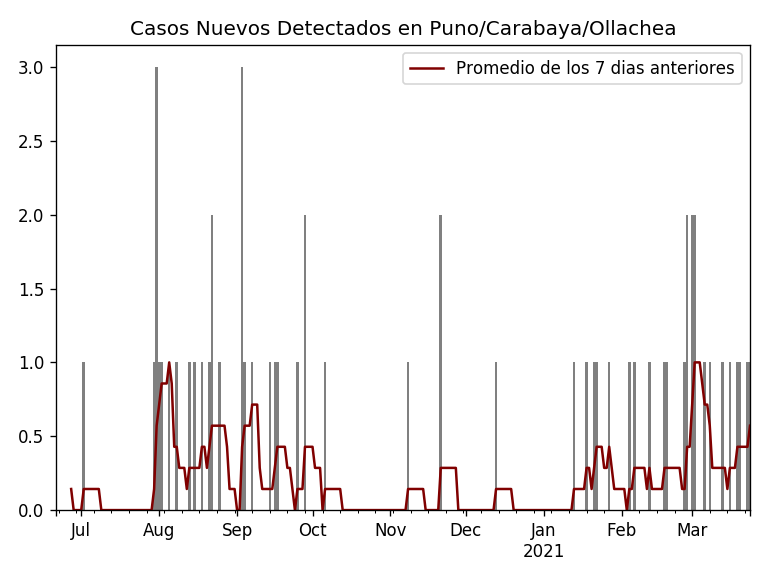 Casos Nuevos Detectados en Puno/Carabaya/Ollachea
Promedio de los 7 dias anteriores
3.0
2.5
2.0
1.5
1.0
0.5
0.0
Jul Aug Sep Oct Nov Dec Jan Feb Mar
2021